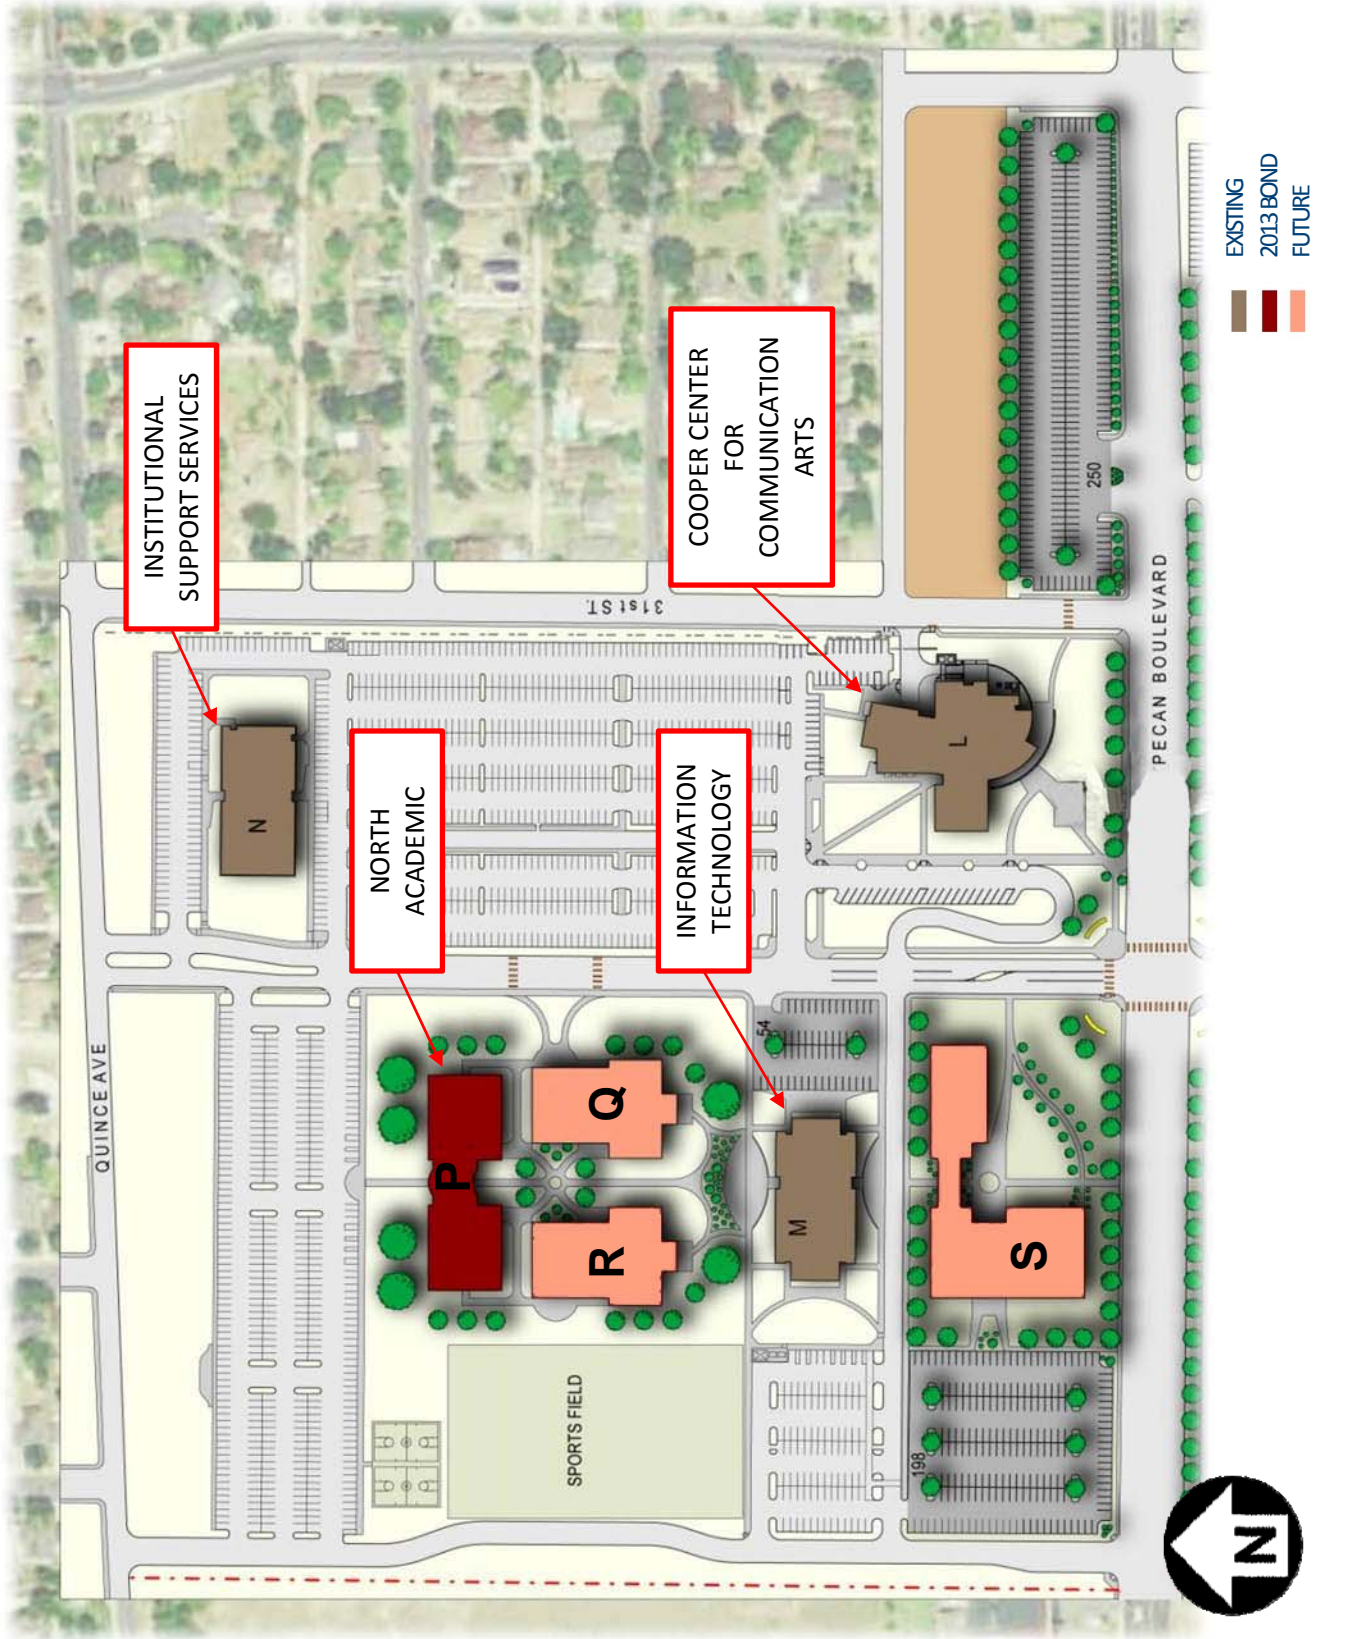 QUINCE AVE
INSTITUTIONAL
SUPPORT SERVICES
N
31st ST.
NORTH
ACADEMIC
P
Q
R
SPORTS FIELD
INFORMATION
TECHNOLOGY
54
M
COOPER CENTER
FOR
COMMUNICATION
ARTS
L
S
198
250
PECAN BOULEVARD
EXISTING
2013 BOND
FUTURE
N